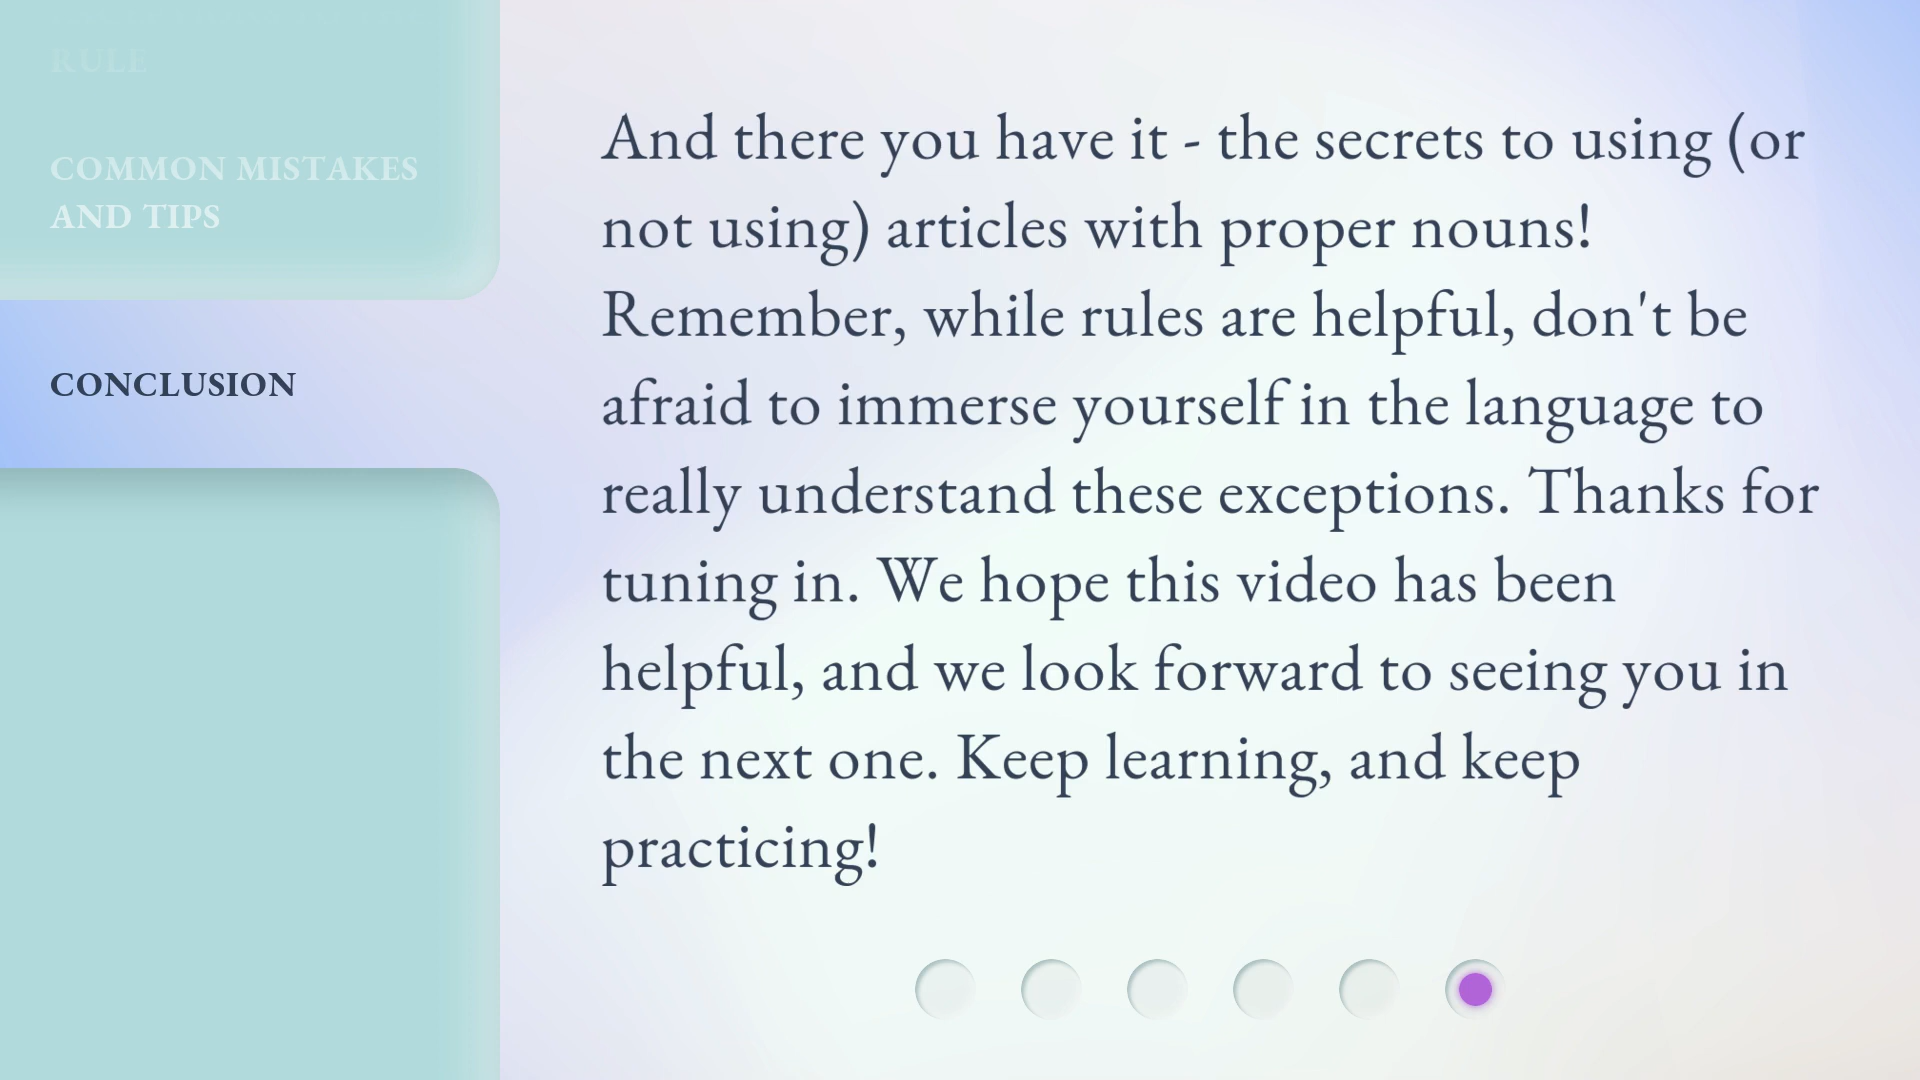 RULE
COMMON MISTAKES
AND TIPS
CONCLUSION
And there you have it - the secrets to using (or
not using) articles with proper nouns!
Remember, while rules are helpful, don't be
afraid to immerse yourself in the language to
really understand these exceptions. Thanks for
tuning in. We hope this video has been
helpful, and we look forward to seeing you in
the next one. Keep learning, and keep
practicing!